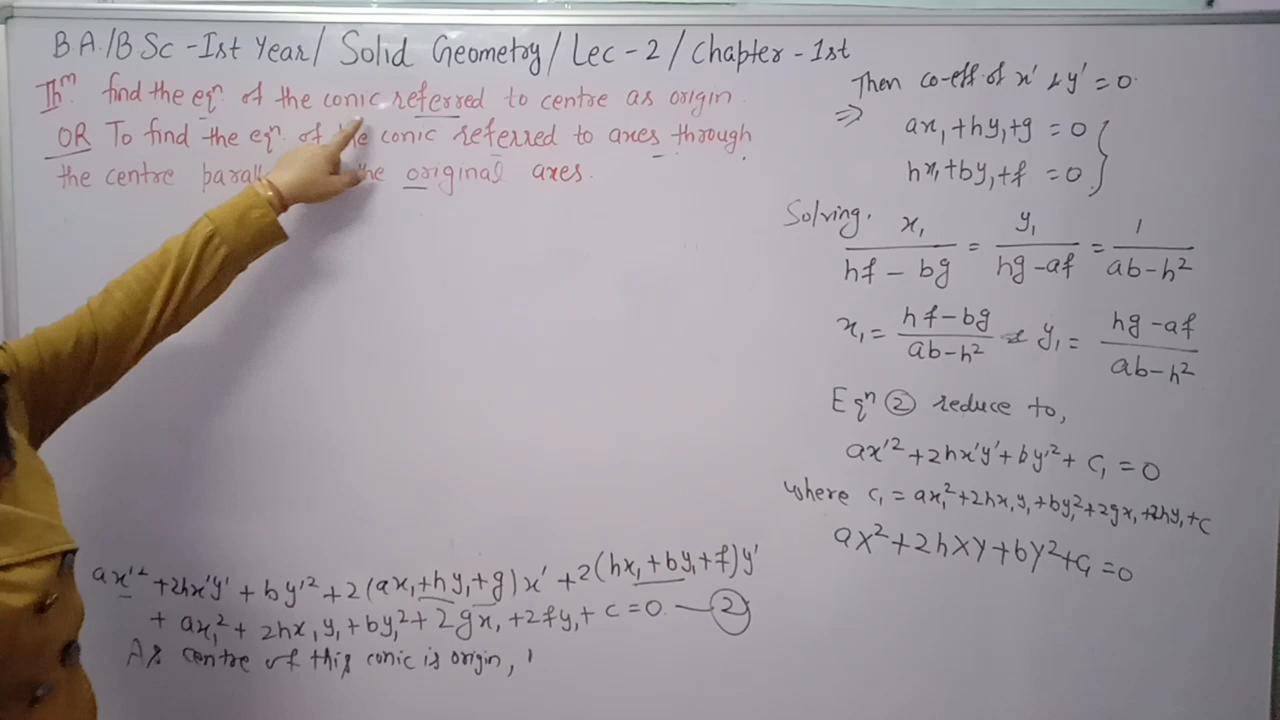 BA./B Sc -Ist Year/ Solid Geometry/ Lec-2/ Chapter-1st
Thm. find the eqn. of the conic referred to centre as origin.
OR To find the eqn. of the conic referred to axes through
the centre the original axes.
ax'² + 2hx'y' + by'² + 2(ax₁+hy₁+g)x' + 2(hx₁+by₁+f)y'
+ ax₁² + 2hx₁y₁ + by₁² + 2gx₁ + 2fy₁ + c = 0. — ②
As centre of this conic is origin,
Then co-eff of x' & y' = 0.
⇒ ax₁+hy₁+g = 0
hx₁+by₁+f = 0 }
Solving. x₁/(hf-bg) = y₁/(hg-af) = 1/(ab-h²)
x₁ = (hf-bg)/(ab-h²) & y₁ = (hg-af)/(ab-h²)
Eqn ② reduce to,
ax'²+2hx'y'+by'²+c₁=0
where c₁ = ax₁²+2hx₁y₁+by₁²+2gx₁+2hy₁+c
aX²+2hXY+bY²+c₁=0